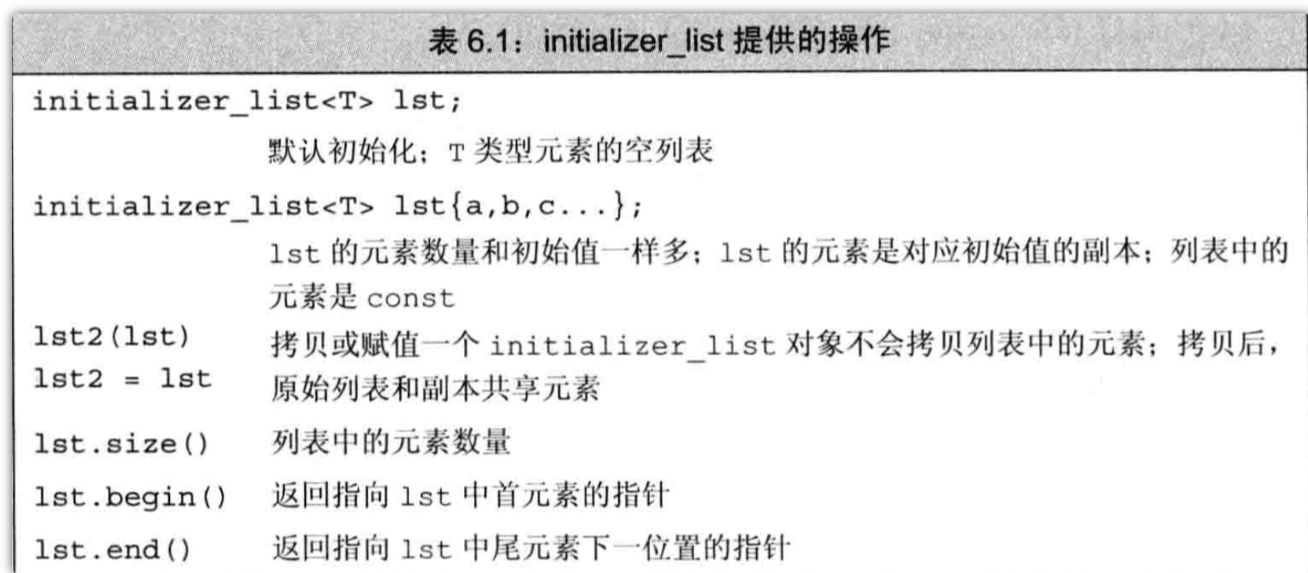 表 6.1：initializer_list 提供的操作
initializer_list<T> lst;
默认初始化；T 类型元素的空列表
initializer_list<T> lst{a,b,c...};
lst 的元素数量和初始值一样多；lst 的元素是对应初始值的副本；列表中的
元素是 const
lst2(lst) 拷贝或赋值一个 initializer_list 对象不会拷贝列表中的元素；拷贝后，
lst2 = lst 原始列表和副本共享元素
lst.size() 列表中的元素数量
lst.begin() 返回指向 lst 中首元素的指针
lst.end() 返回指向 lst 中尾元素下一位置的指针